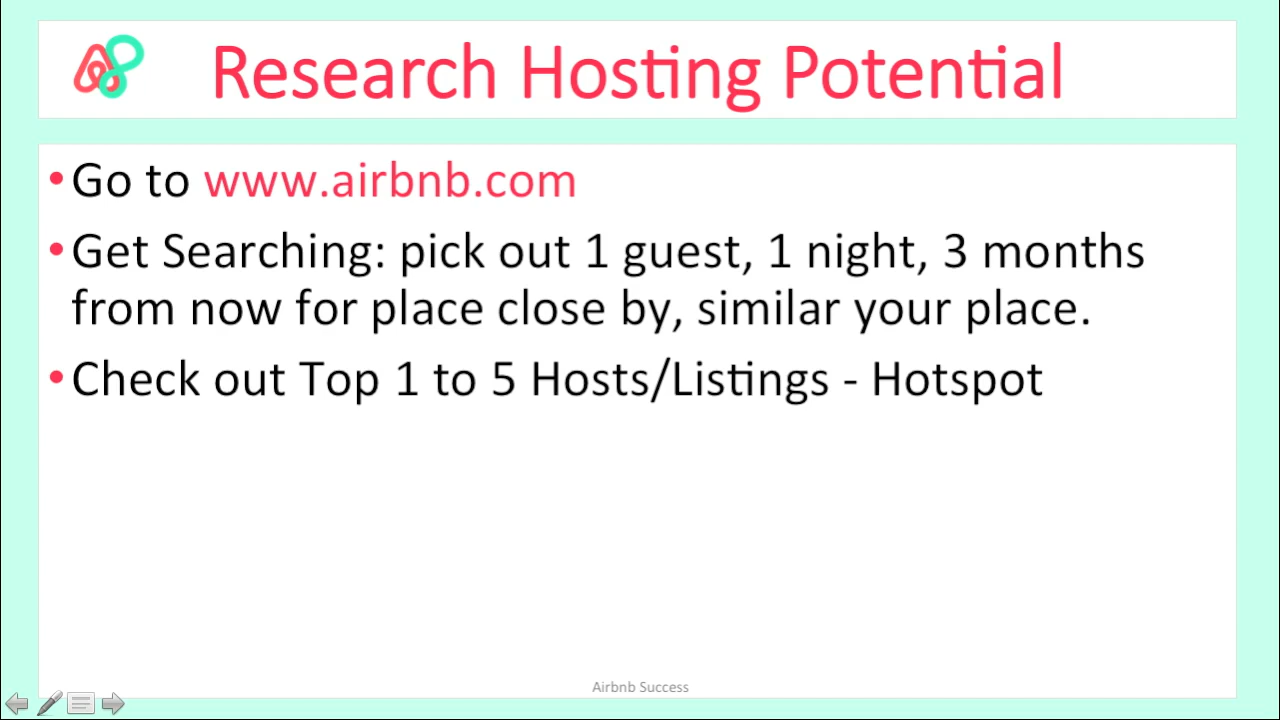 Research Hosting Potential
•Go to www.airbnb.com
•Get Searching: pick out 1 guest, 1 night, 3 months
from now for place close by, similar your place.
•Check out Top 1 to 5 Hosts/Listings - Hotspot
Airbnb Success